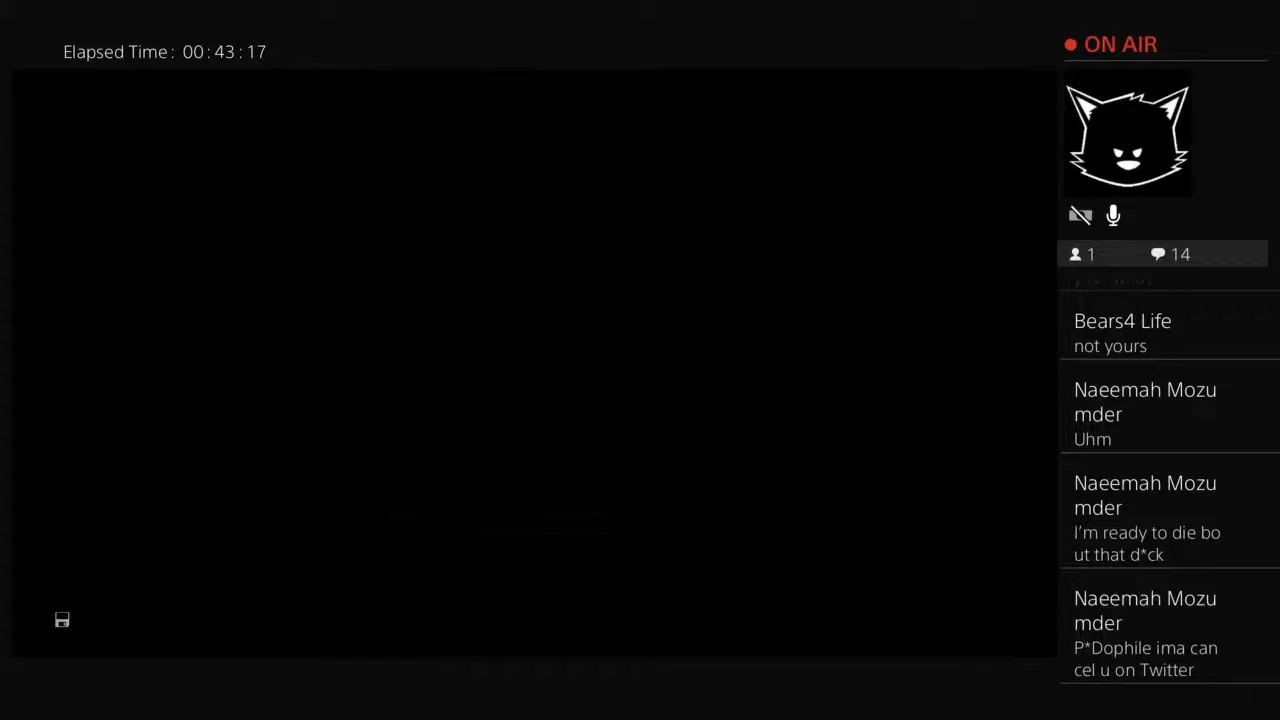 Elapsed Time: 00:43:17
ON AIR
1 14
Bears4 Life
not yours
Naeemah Mozu
mder
Uhm
Naeemah Mozu
mder
I'm ready to die bo
ut that d*ck
Naeemah Mozu
mder
P*Dophile ima can
cel u on Twitter